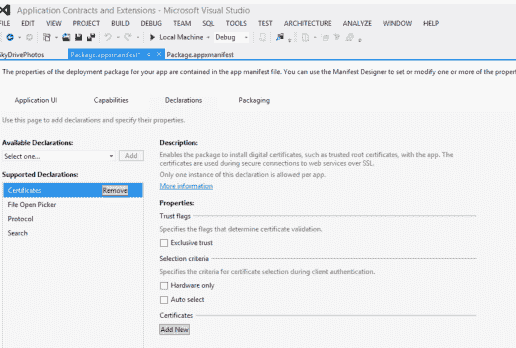 Application Contracts and Extensions - Microsoft Visual Studio
FILE EDIT VIEW PROJECT BUILD DEBUG TEAM SQL TOOLS TEST ARCHITECTURE ANALYZE WINDOW HELP
Local Machine Debug
kyDrivePhotos Package.appxmanifest* Package.appxmanifest
The properties of the deployment package for your app are contained in the app manifest file. You can use the Manifest Designer to set or modify one or more of the propert
Application UI Capabilities Declarations Packaging
Use this page to add declarations and specify their properties.
Available Declarations:
Select one... Add
Supported Declarations:
Certificates Remove
File Open Picker
Protocol
Search
Description:
Enables the package to install digital certificates, such as trusted root certificates, with the app. The
certificates are used during secure connections to web services over SSL.
Only one instance of this declaration is allowed per app.
More information
Properties:
Trust flags
Specifies the flags that determine certificate validation.
Exclusive trust
Selection criteria
Specifies the criteria for certificate selection during client authentication.
Hardware only
Auto select
Certificates
Add New